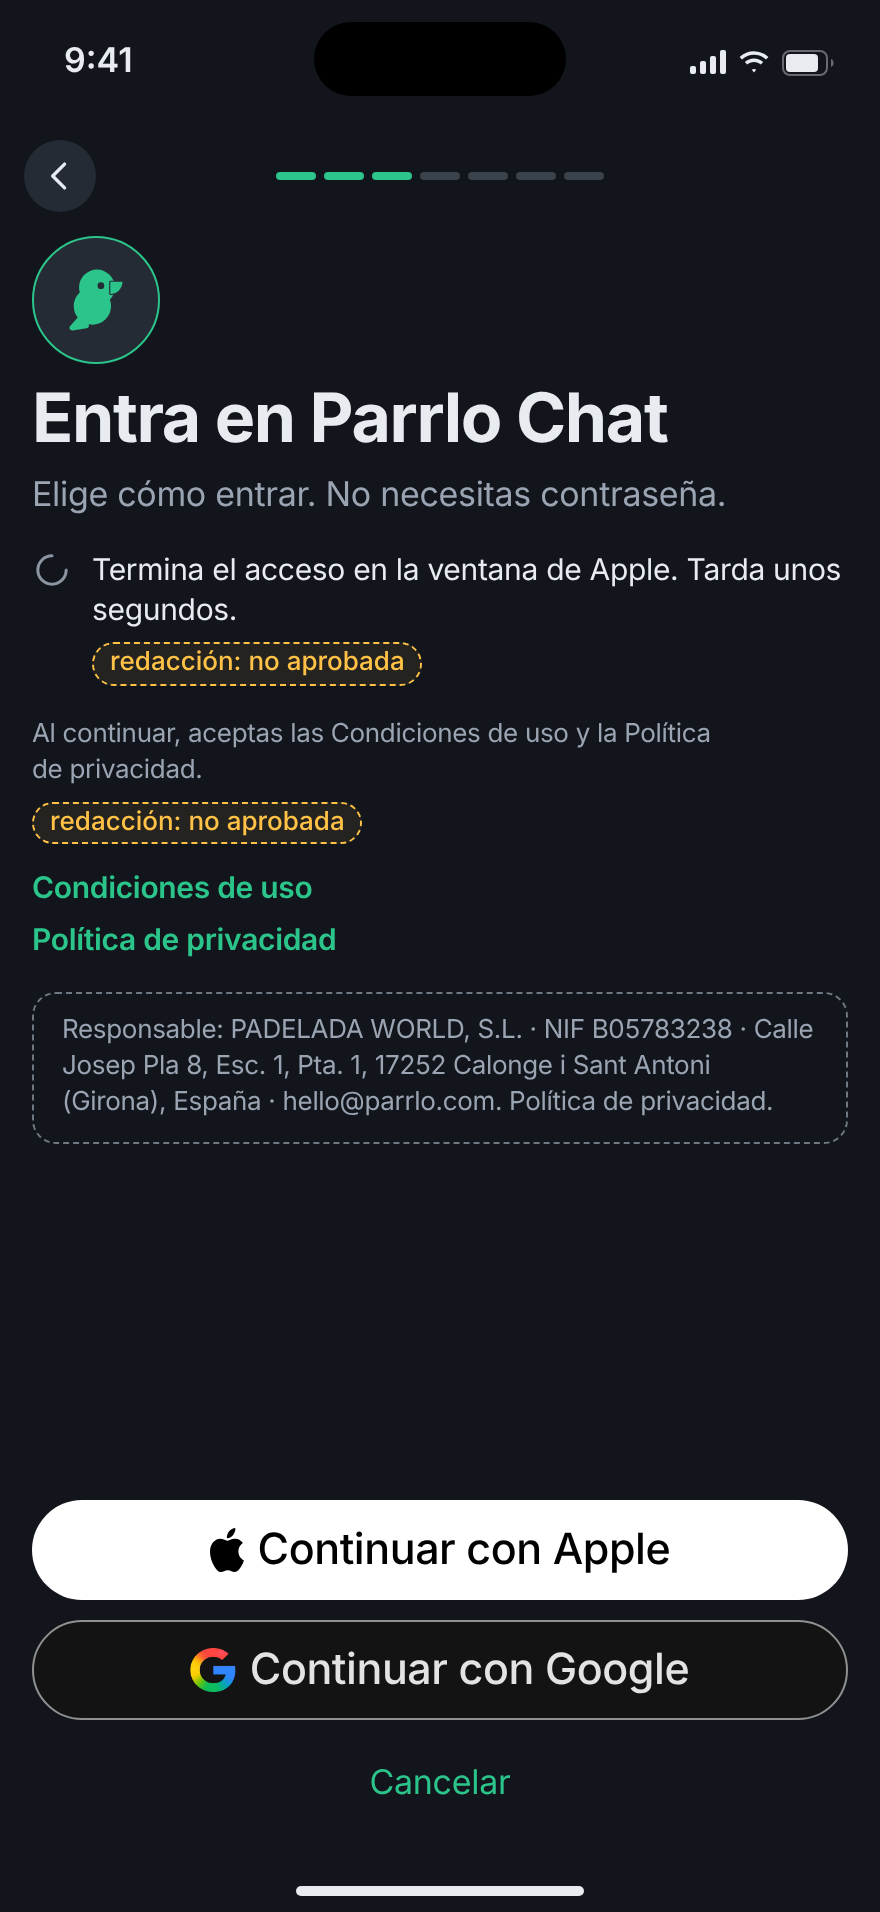 9:41
Entra en Parrlo Chat
Elige cómo entrar. No necesitas contraseña.
Termina el acceso en la ventana de Apple. Tarda unos
segundos.
redacción: no aprobada
Al continuar, aceptas las Condiciones de uso y la Política
de privacidad.
redacción: no aprobada
Condiciones de uso
Política de privacidad
Responsable: PADELADA WORLD, S.L. · NIF B05783238 · Calle
Josep Pla 8, Esc. 1, Pta. 1, 17252 Calonge i Sant Antoni
(Girona), España · hello@parrlo.com. Política de privacidad.
Continuar con Apple
Continuar con Google
Cancelar